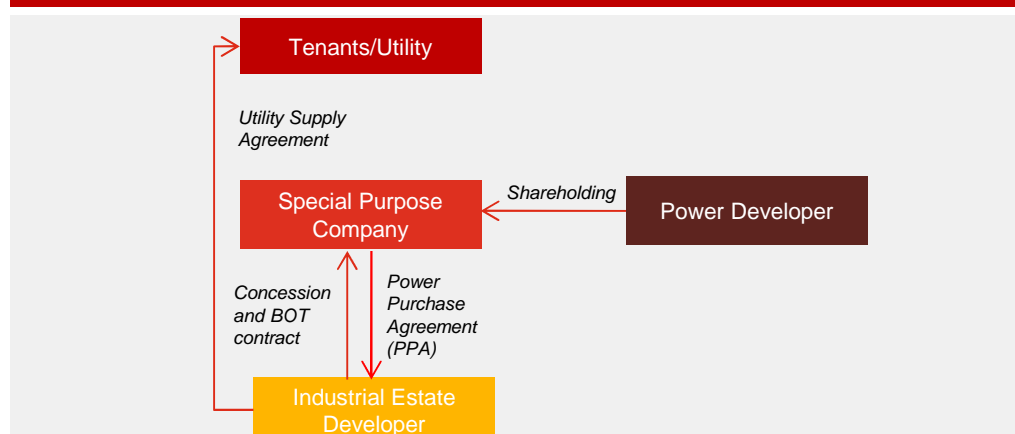 Tenants/Utility
Utility Supply
Agreement
Special Purpose
Company
Shareholding
Power Developer
Concession
and BOT
contract
Power
Purchase
Agreement
(PPA)
Industrial Estate
Developer